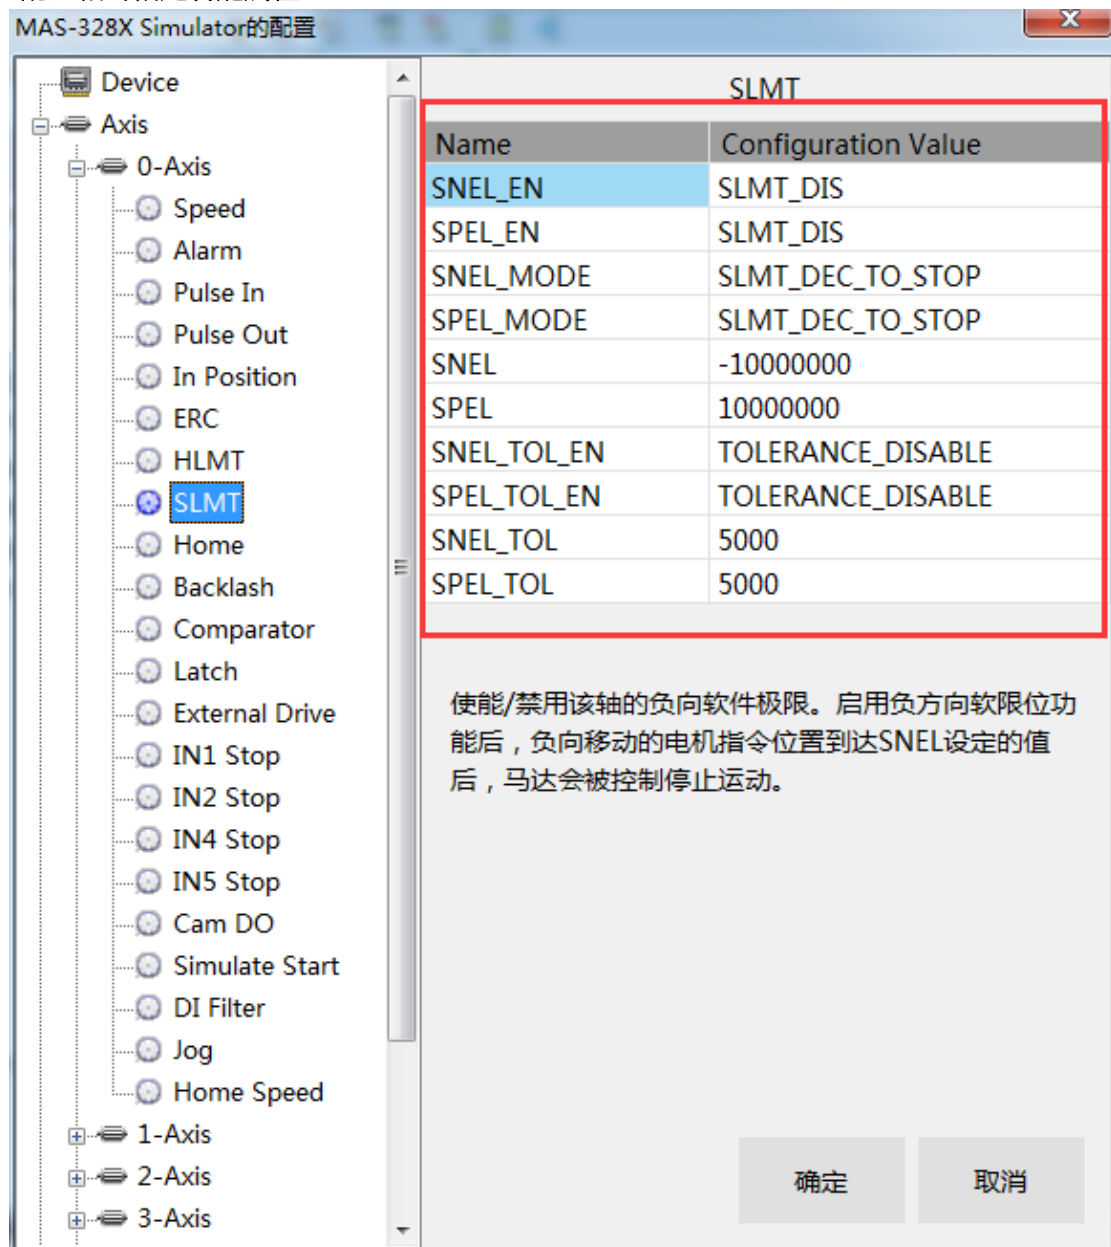 MAS-328X Simulator的配置
Device
Axis
0-Axis
Speed
Alarm
Pulse In
Pulse Out
In Position
ERC
HLMT
SLMT
Home
Backlash
Comparator
Latch
External Drive
IN1 Stop
IN2 Stop
IN4 Stop
IN5 Stop
Cam DO
Simulate Start
DI Filter
Jog
Home Speed
1-Axis
2-Axis
3-Axis
SLMT
Name Configuration Value
SNEL_EN SLMT_DIS
SPEL_EN SLMT_DIS
SNEL_MODE SLMT_DEC_TO_STOP
SPEL_MODE SLMT_DEC_TO_STOP
SNEL -10000000
SPEL 10000000
SNEL_TOL_EN TOLERANCE_DISABLE
SPEL_TOL_EN TOLERANCE_DISABLE
SNEL_TOL 5000
SPEL_TOL 5000
使能/禁用该轴的负向软件极限。启用负方向软限位功
能后，负向移动的电机指令位置到达SNEL设定的值
后，马达会被控制停止运动。
确定 取消